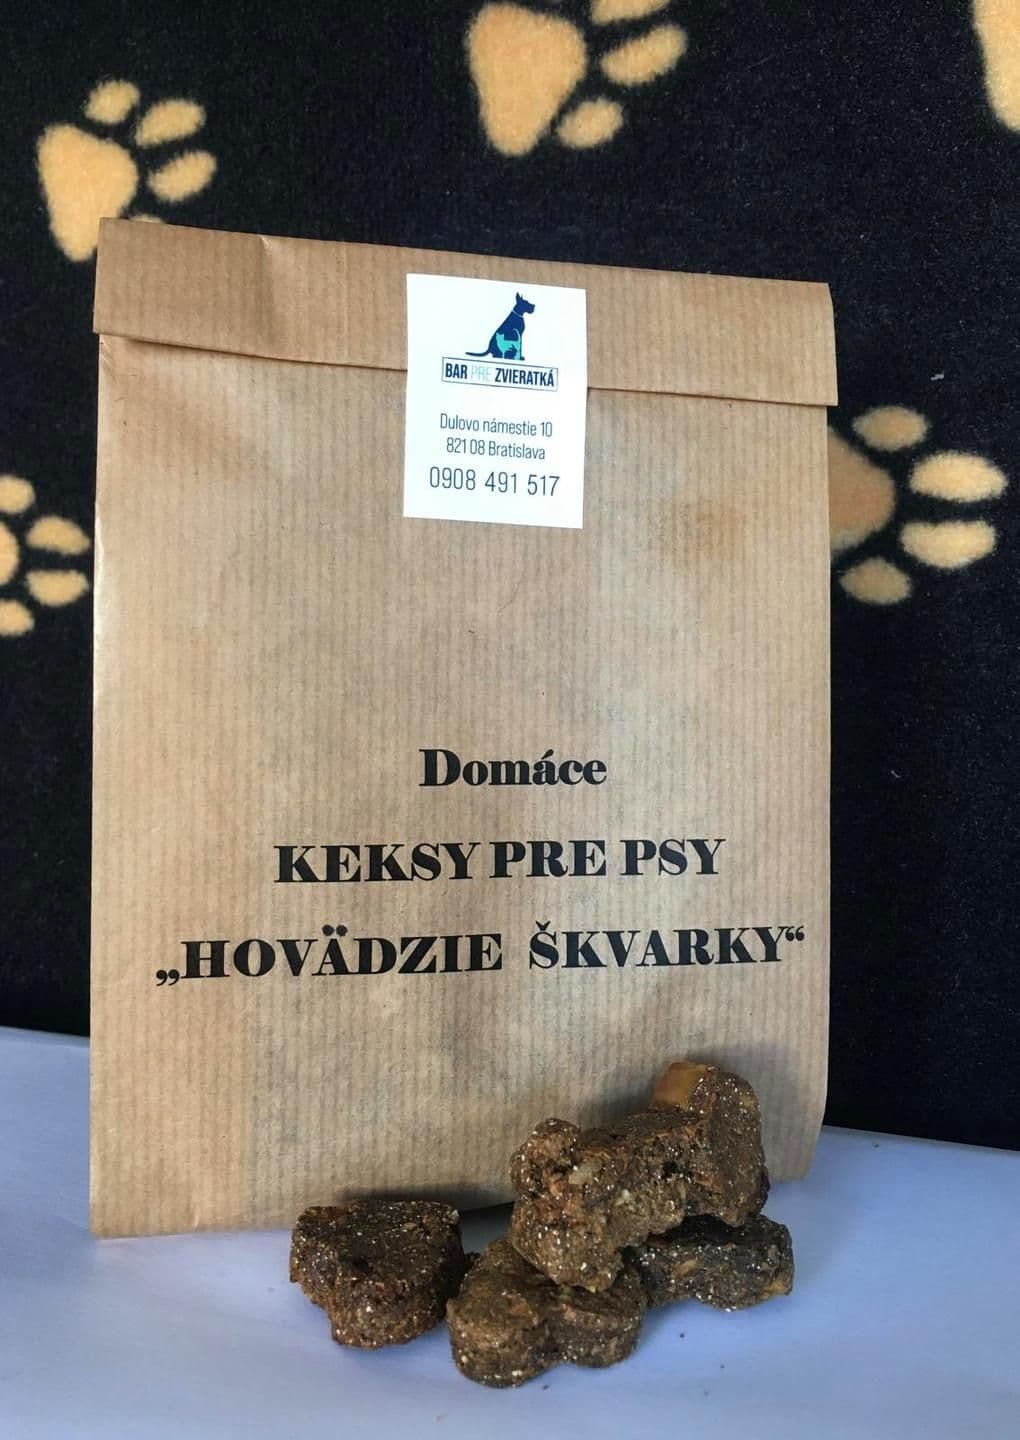 BAR PRE ZVIERATKÁ
Dulovo námestie 10
821 08 Bratislava
0908 491 517
Domáce
KEKSY PRE PSY
„HOVÄDZIE ŠKVARKY“